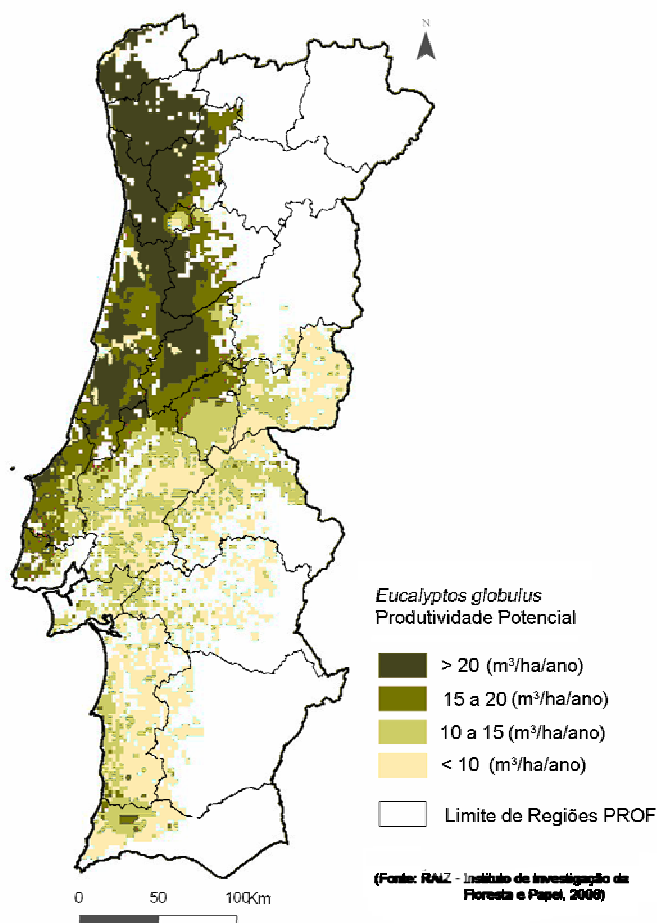 N
Eucalyptos globulus
Produtividade Potencial
> 20 (m³/ha/ano)
15 a 20 (m³/ha/ano)
10 a 15 (m³/ha/ano)
< 10 (m³/ha/ano)
Limite de Regiões PROF
(Fonte: RAIZ - Instituto de Investigação da
Floresta e Papel, 2006)
0 50 100Km